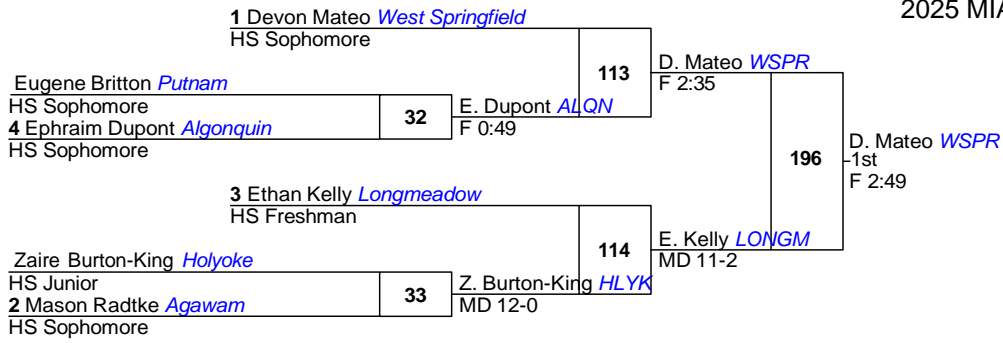 2025 MIA
1 Devon Mateo West Springfield
HS Sophomore
113
D. Mateo WSPR
F 2:35
Eugene Britton Putnam
HS Sophomore
32
E. Dupont ALQN
F 0:49
4 Ephraim Dupont Algonquin
HS Sophomore
196
D. Mateo WSPR
1st
F 2:49
3 Ethan Kelly Longmeadow
HS Freshman
114
E. Kelly LONGM
MD 11-2
Zaire Burton-King Holyoke
HS Junior
33
Z. Burton-King HLYK
MD 12-0
2 Mason Radtke Agawam
HS Sophomore